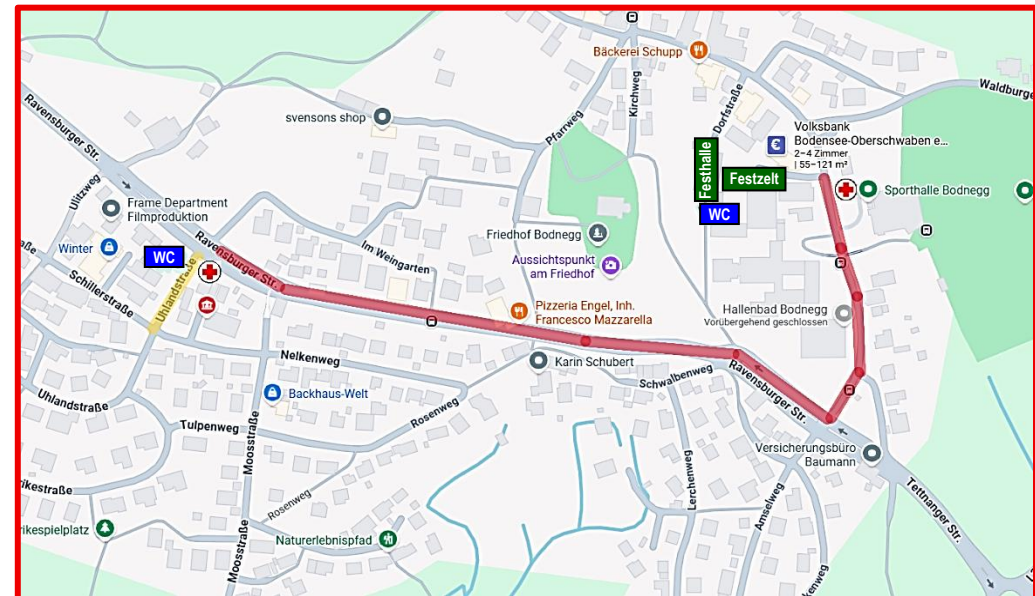 Bäckerei Schupp
Waldburger
Ravensburger Str.
svensons shop
Pfarrweg
Kirchweg
Dorfstraße
€
Volksbank
Bodensee-Oberschwaben e...
2–4 Zimmer
| 55–121 m²
Festhalle
Festzelt
WC
Sporthalle Bodnegg
Ulitzweg
Frame Department
Filmproduktion
Winter
WC
Ravensburger Str.
Im Weingarten
Friedhof Bodnegg
Aussichtspunkt
am Friedhof
Schillerstraße
Uhlandstraße
Pizzeria Engel, Inh.
Francesco Mazzarella
Hallenbad Bodnegg
Vorübergehend geschlossen
Nelkenweg
Karin Schubert
Schwalbenweg
Ravensburger Str.
Uhlandstraße
Backhaus-Welt
Rosenweg
Tulpenweg
Moosstraße
Versicherungsbüro
Baumann
Tettnanger Str.
rikestraße
Rosenweg
Lerchenweg
Amselweg
rikespielplatz
Moosstraße
Naturerlebnispfad
kenweg